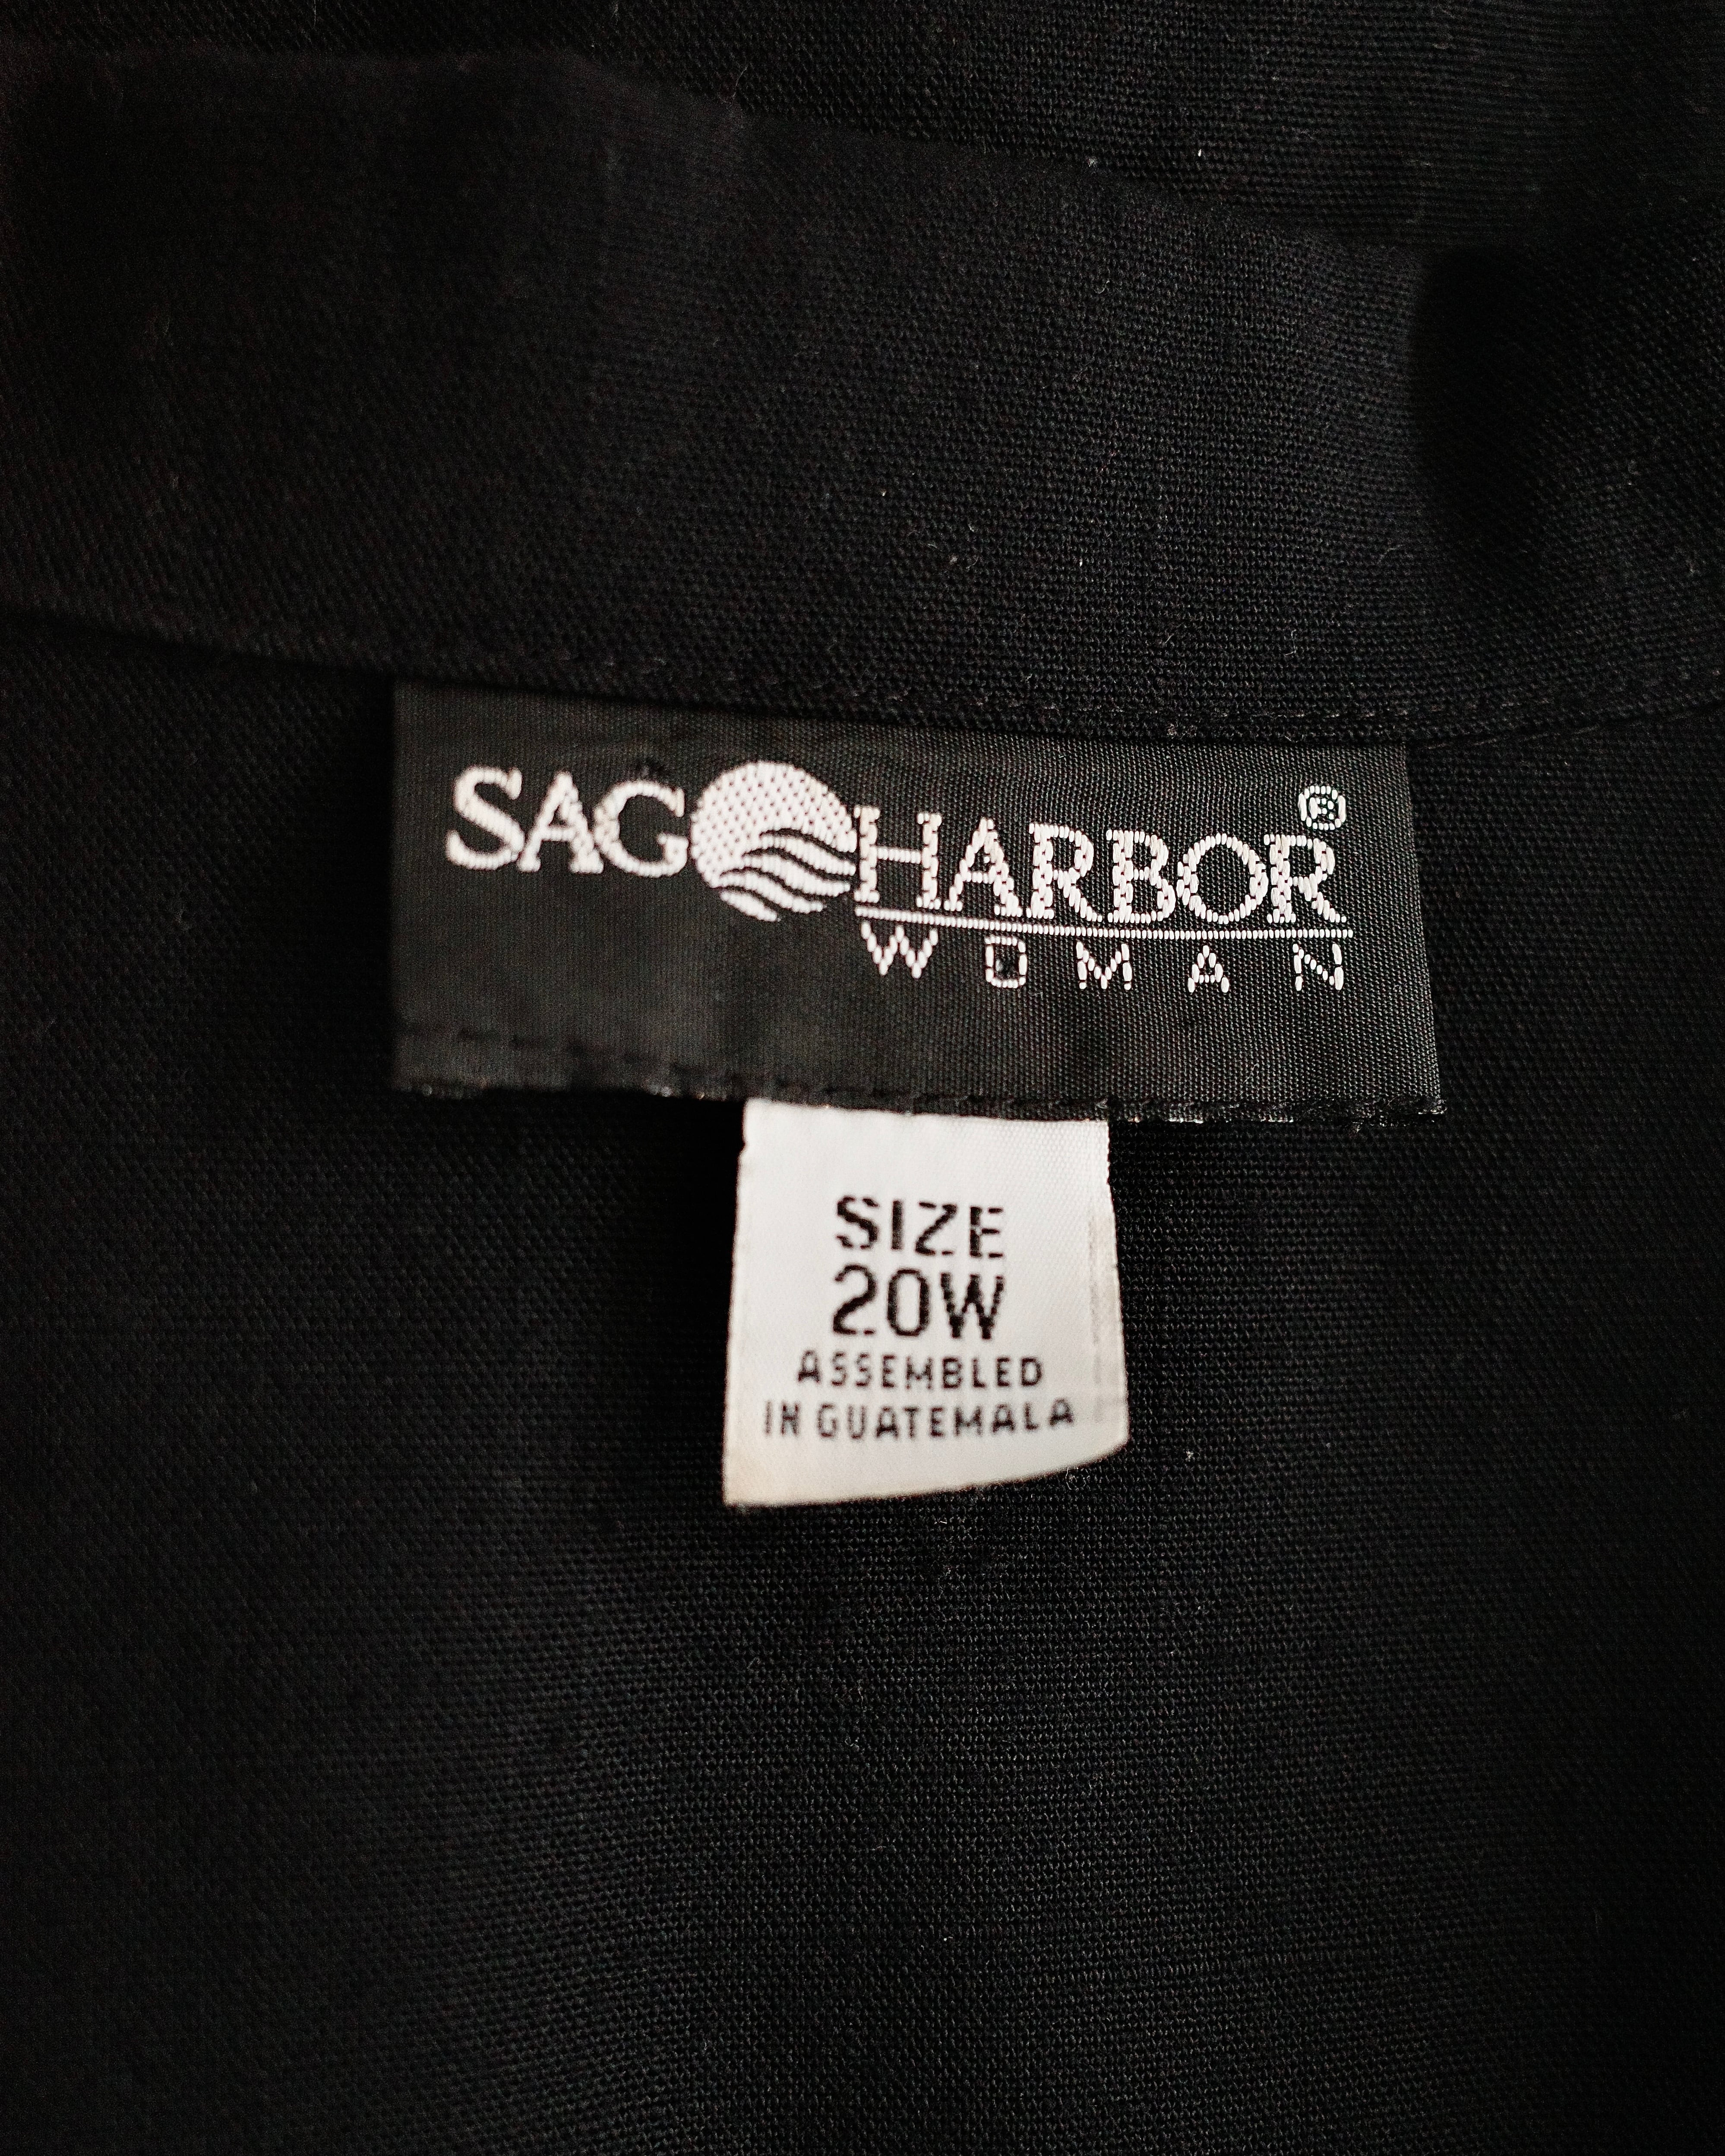 SAG HARBOR®
WOMAN
SIZE
20W
ASSEMBLED
IN GUATEMALA